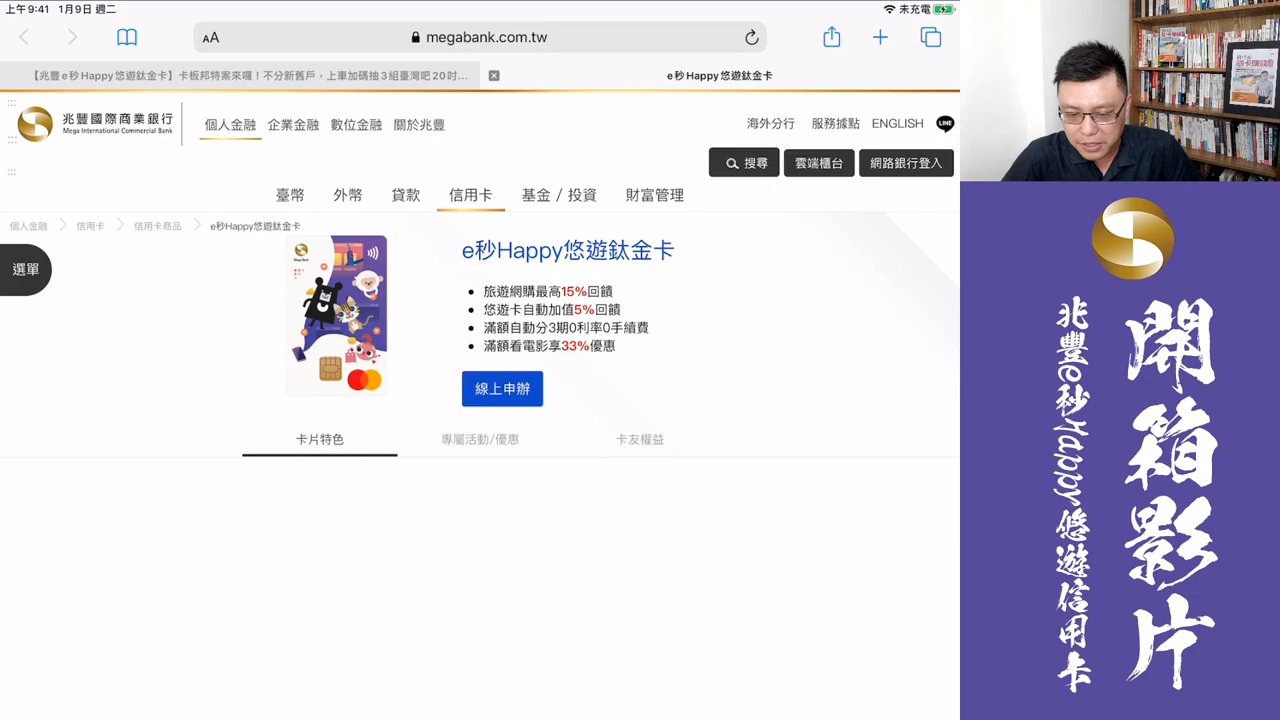 上午9:41 1月9日 週二
未充電
AA
megabank.com.tw
【兆豐e秒Happy悠遊鈦金卡】卡板邦特案來囉！不分新舊戶，上車加碼抽3組臺灣吧20吋...
e秒Happy悠遊鈦金卡
兆豐國際商業銀行
Mega International Commercial Bank
個人金融 企業金融 數位金融 關於兆豐
海外分行 服務據點 ENGLISH LINE
搜尋 雲端櫃台 網路銀行登入
臺幣 外幣 貸款 信用卡 基金 / 投資 財富管理
個人金融 信用卡 信用卡商品 e秒Happy悠遊鈦金卡
選單
e秒Happy悠遊鈦金卡
旅遊網購最高15%回饋
悠遊卡自動加值5%回饋
滿額自動分3期0利率0手續費
滿額看電影享33%優惠
線上申辦
卡片特色 專屬活動/優惠 卡友權益
開箱影片
兆豐e秒Happy悠遊信用卡